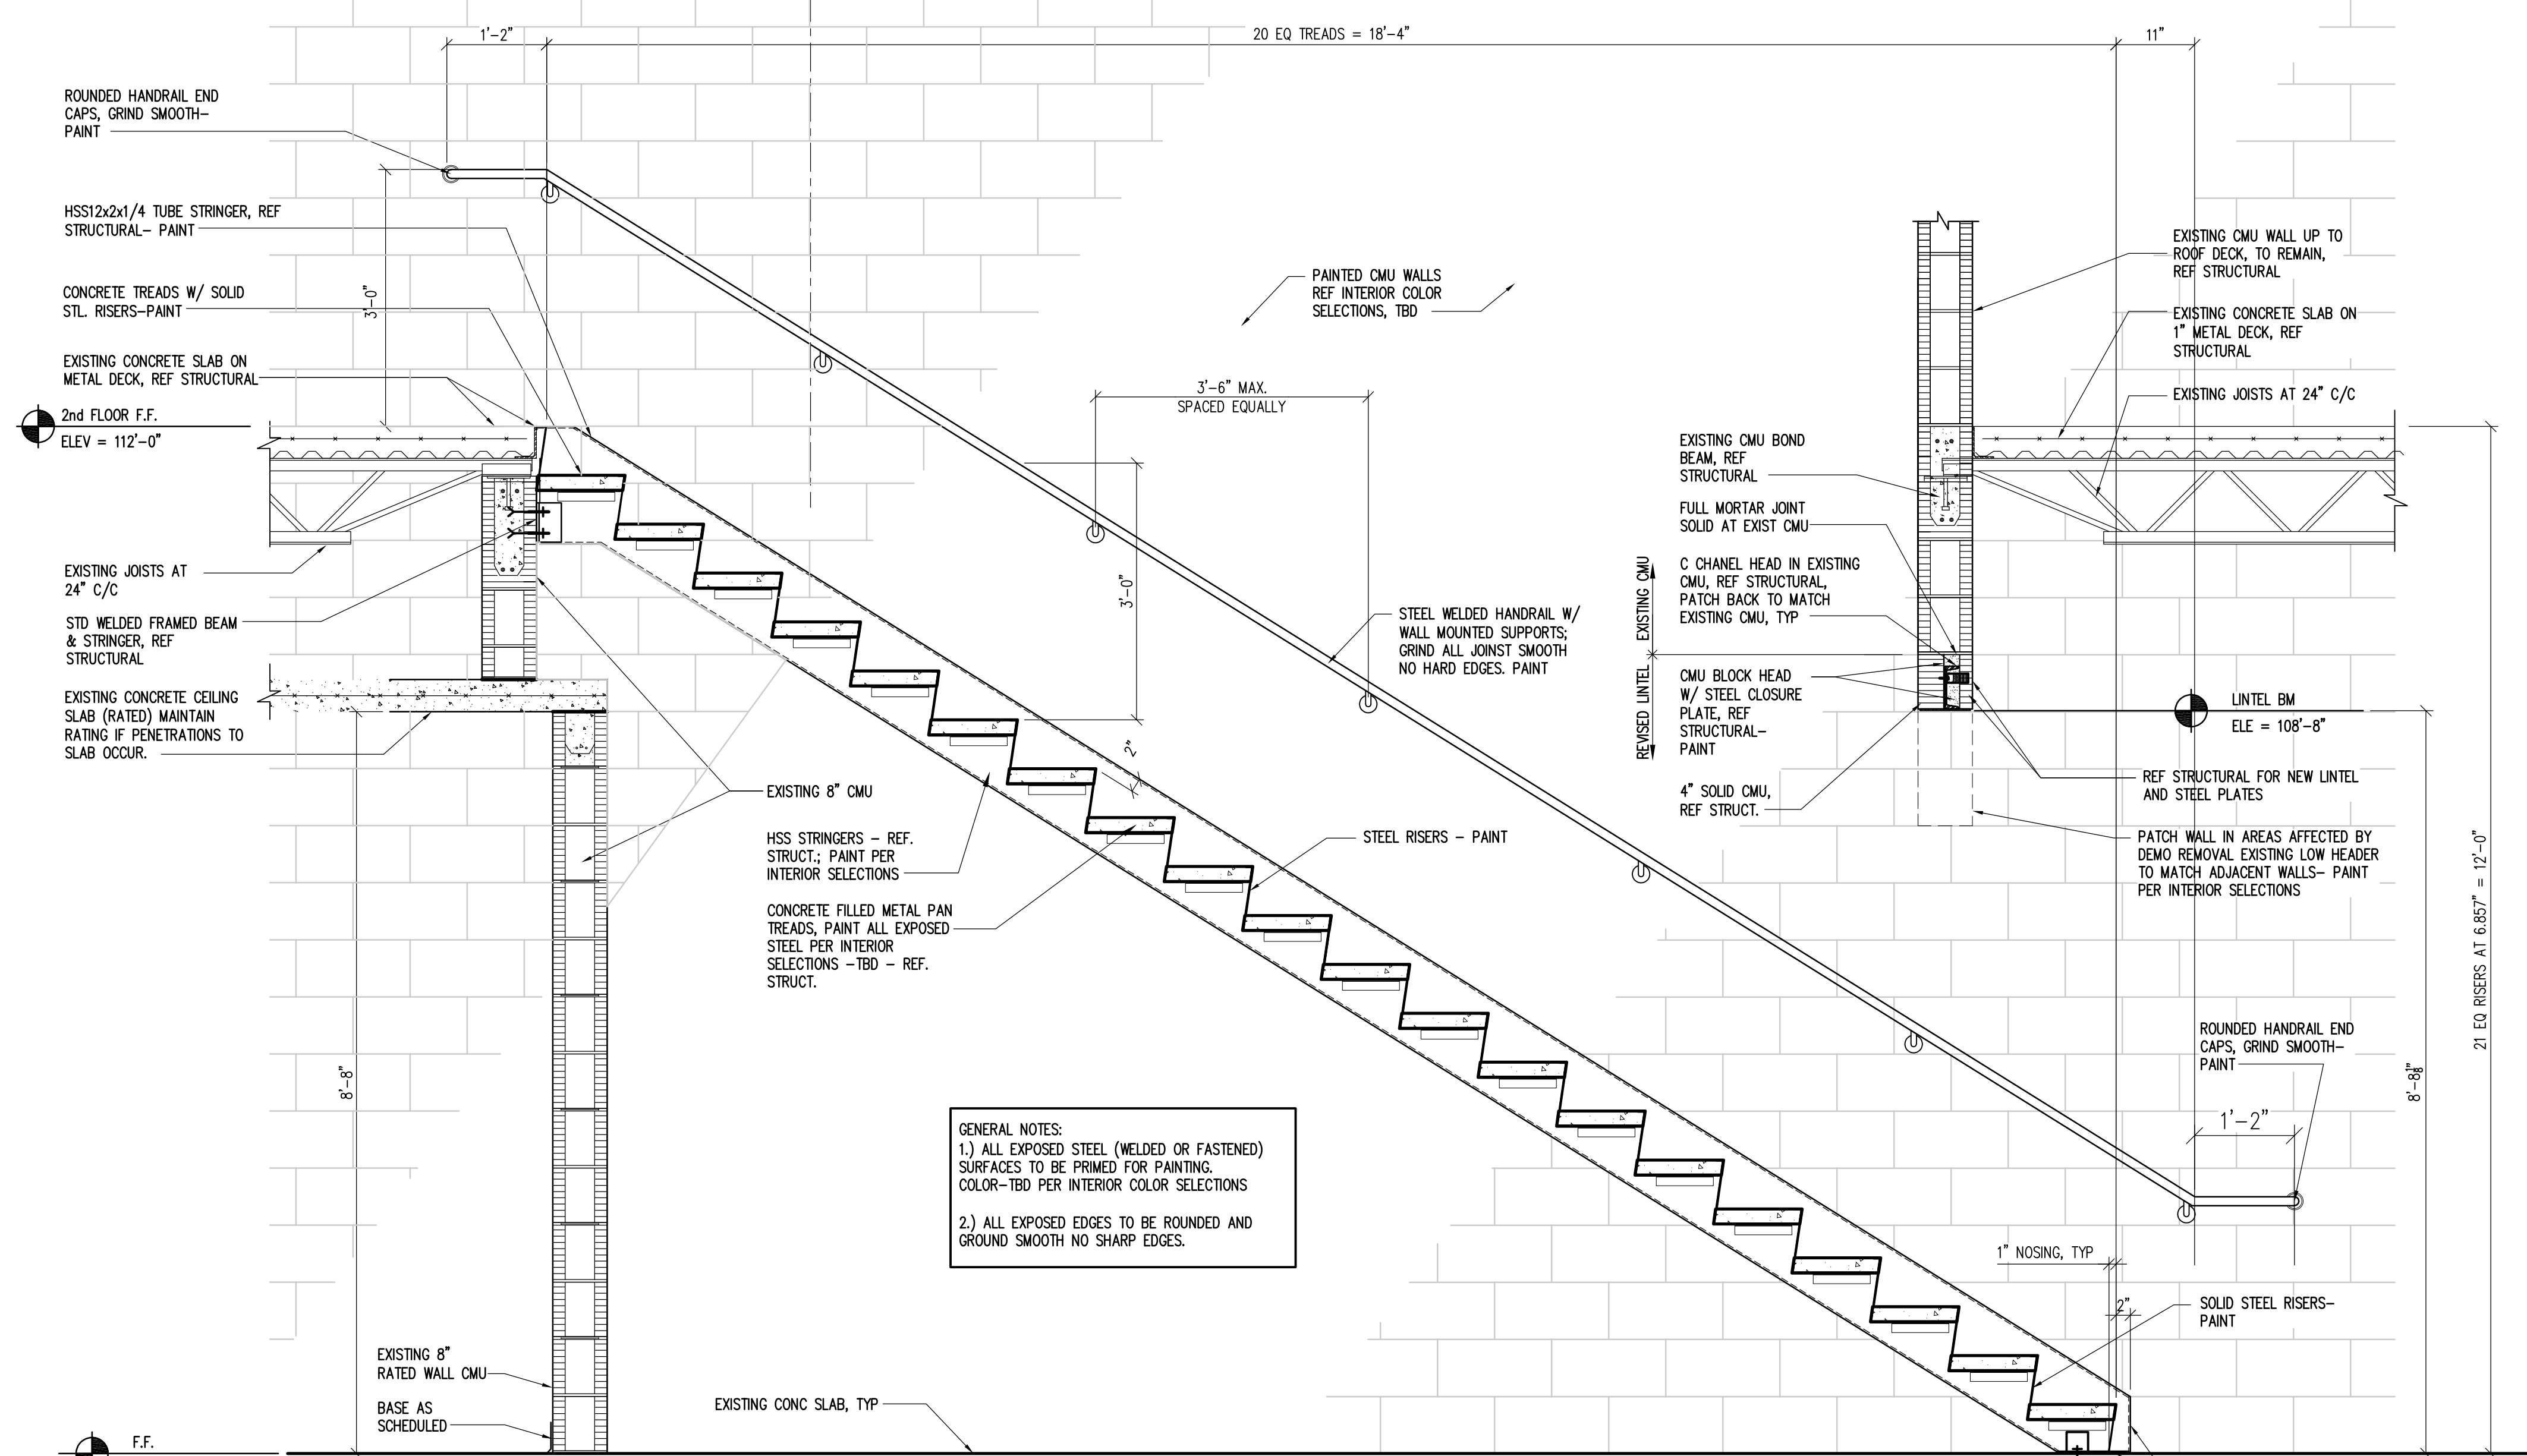 1'-2"
20 EQ TREADS = 18'-4"
11"
ROUNDED HANDRAIL END
CAPS, GRIND SMOOTH-
PAINT
HSS12x2x1/4 TUBE STRINGER, REF
STRUCTURAL- PAINT
CONCRETE TREADS W/ SOLID
STL. RISERS-PAINT
EXISTING CONCRETE SLAB ON
METAL DECK, REF STRUCTURAL
2nd FLOOR F.F.
ELEV = 112'-0"
3'-0"
EXISTING JOISTS AT
24" C/C
STD WELDED FRAMED BEAM
& STRINGER, REF
STRUCTURAL
EXISTING CONCRETE CEILING
SLAB (RATED) MAINTAIN
RATING IF PENETRATIONS TO
SLAB OCCUR.
8'-8"
EXISTING 8"
RATED WALL CMU
BASE AS
SCHEDULED
F.F.
PAINTED CMU WALLS
REF INTERIOR COLOR
SELECTIONS, TBD
3'-6" MAX.
SPACED EQUALLY
3'-0"
2"
STEEL WELDED HANDRAIL W/
WALL MOUNTED SUPPORTS;
GRIND ALL JOINST SMOOTH
NO HARD EDGES. PAINT
EXISTING 8" CMU
HSS STRINGERS - REF.
STRUCT.; PAINT PER
INTERIOR SELECTIONS
CONCRETE FILLED METAL PAN
TREADS, PAINT ALL EXPOSED
STEEL PER INTERIOR
SELECTIONS -TBD - REF.
STRUCT.
STEEL RISERS - PAINT
GENERAL NOTES:
1.) ALL EXPOSED STEEL (WELDED OR FASTENED)
SURFACES TO BE PRIMED FOR PAINTING.
COLOR-TBD PER INTERIOR COLOR SELECTIONS
2.) ALL EXPOSED EDGES TO BE ROUNDED AND
GROUND SMOOTH NO SHARP EDGES.
EXISTING CONC SLAB, TYP
EXISTING CMU BOND
BEAM, REF
STRUCTURAL
FULL MORTAR JOINT
SOLID AT EXIST CMU
C CHANEL HEAD IN EXISTING
CMU, REF STRUCTURAL,
PATCH BACK TO MATCH
EXISTING CMU, TYP
EXISTING CMU
REVISED LINTEL
CMU BLOCK HEAD
W/ STEEL CLOSURE
PLATE, REF
STRUCTURAL-
PAINT
4" SOLID CMU,
REF STRUCT.
EXISTING CMU WALL UP TO
ROOF DECK, TO REMAIN,
REF STRUCTURAL
EXISTING CONCRETE SLAB ON
1" METAL DECK, REF
STRUCTURAL
EXISTING JOISTS AT 24" C/C
LINTEL BM
ELE = 108'-8"
REF STRUCTURAL FOR NEW LINTEL
AND STEEL PLATES
PATCH WALL IN AREAS AFFECTED BY
DEMO REMOVAL EXISTING LOW HEADER
TO MATCH ADJACENT WALLS- PAINT
PER INTERIOR SELECTIONS
21 EQ RISERS AT 6.857" = 12'-0"
8'-8 1/8"
ROUNDED HANDRAIL END
CAPS, GRIND SMOOTH-
PAINT
1'-2"
1" NOSING, TYP
2"
SOLID STEEL RISERS-
PAINT